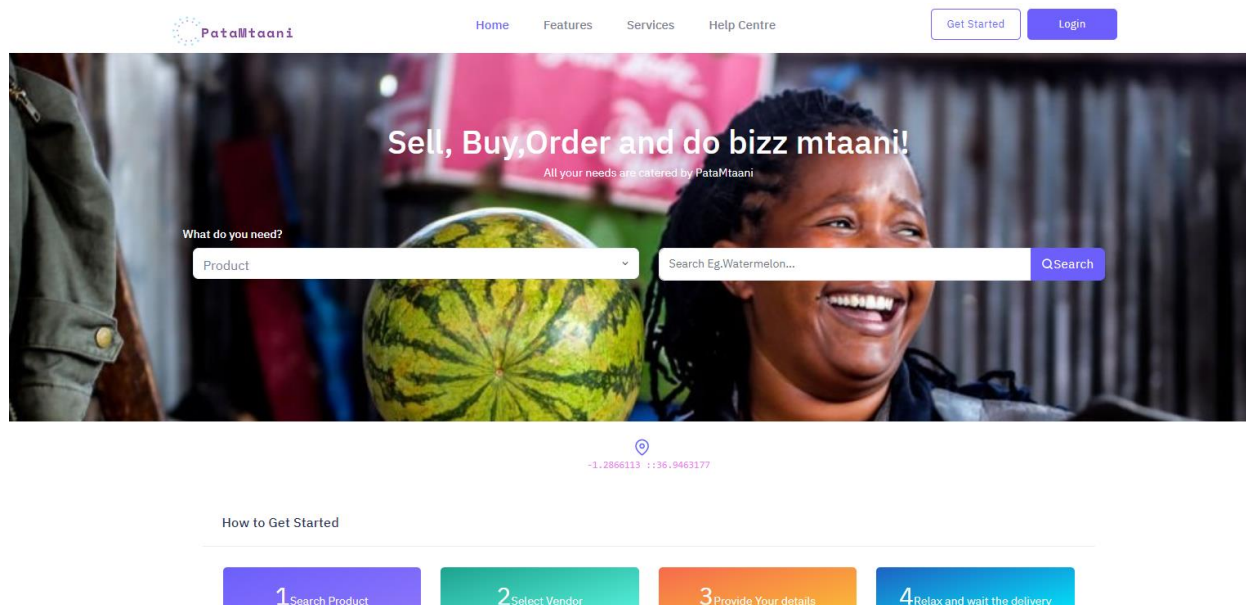 PataMtaani
Home Features Services Help Centre Get Started Login
Sell, Buy,Order and do bizz mtaani!
All your needs are catered by PataMtaani
What do you need?
Product Search Eg.Watermelon... Search
-1.2866113 ::36.9463177
How to Get Started
1Search Product 2Select Vendor 3Provide Your details 4Relax and wait the delivery